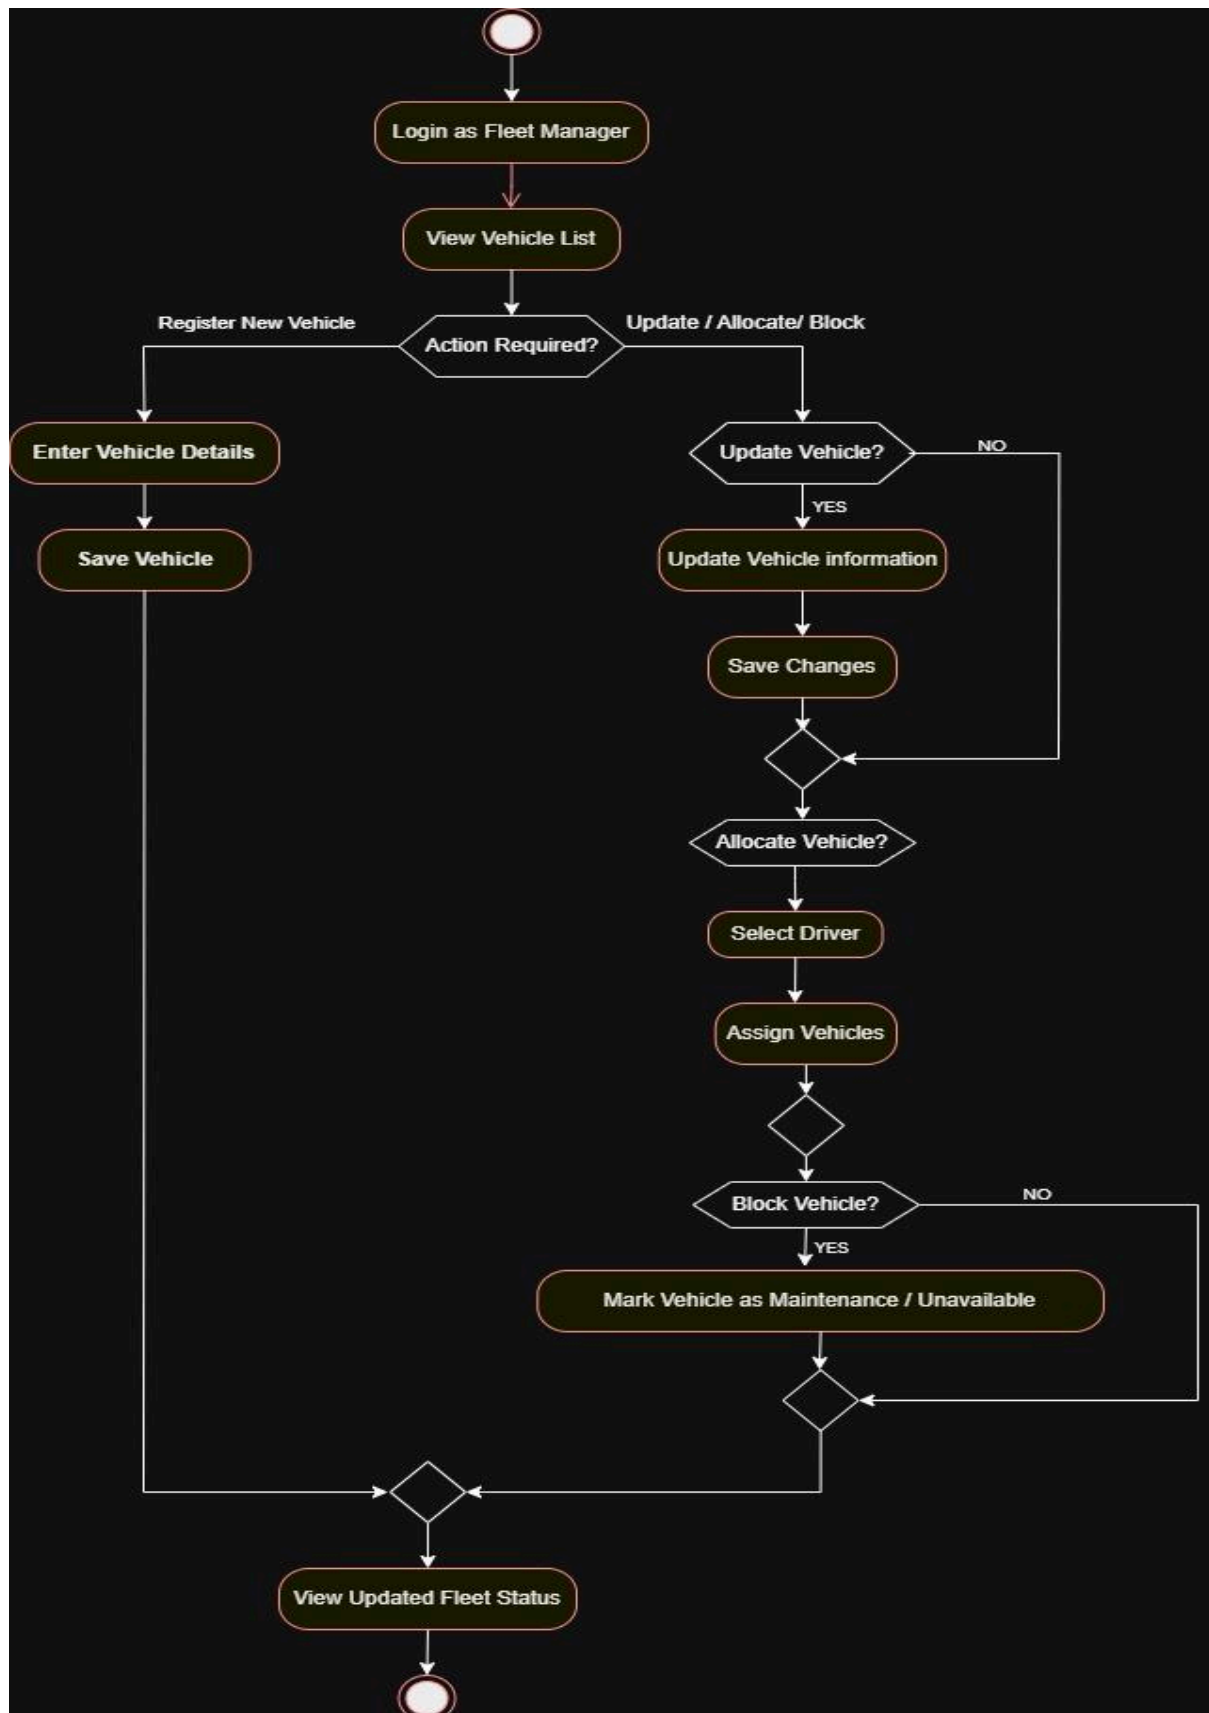 Login as Fleet Manager
View Vehicle List
Register New Vehicle
Action Required?
Update / Allocate/ Block
Enter Vehicle Details
Update Vehicle?
NO
YES
Save Vehicle
Update Vehicle information
Save Changes
Allocate Vehicle?
Select Driver
Assign Vehicles
Block Vehicle?
NO
YES
Mark Vehicle as Maintenance / Unavailable
View Updated Fleet Status